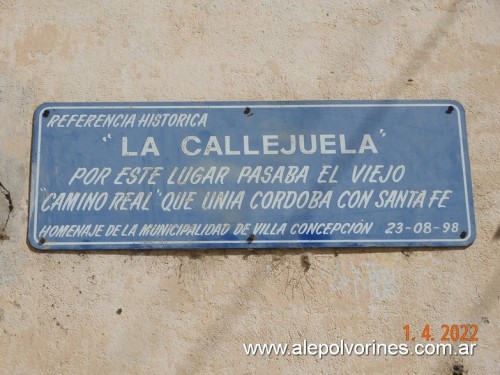 REFERENCIA HISTORICA
"LA CALLEJUELA"
POR ESTE LUGAR PASABA EL VIEJO
"CAMINO REAL" QUE UNIA CORDOBA CON SANTA FE
HOMENAJE DE LA MUNICIPALIDAD DE VILLA CONCEPCIÓN 23-08-98
1.4.2022
www.alepolvorines.com.ar